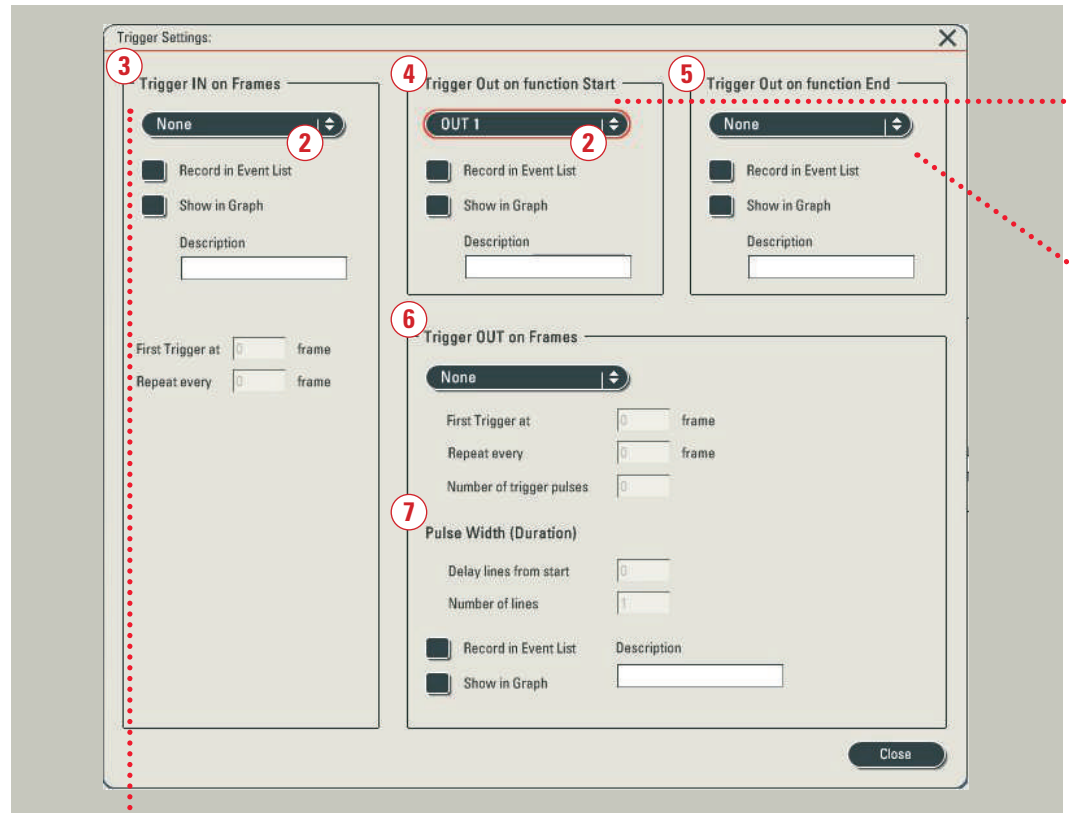 Trigger Settings:
3
Trigger IN on Frames
None
2
Record in Event List
Show in Graph
Description
First Trigger at 0 frame
Repeat every 0 frame
4
Trigger Out on function Start
OUT 1
2
Record in Event List
Show in Graph
Description
5
Trigger Out on function End
None
Record in Event List
Show in Graph
Description
6
Trigger OUT on Frames
None
First Trigger at 0 frame
Repeat every 0 frame
Number of trigger pulses 0
7
Pulse Width (Duration)
Delay lines from start 0
Number of lines 1
Record in Event List Description
Show in Graph
Close